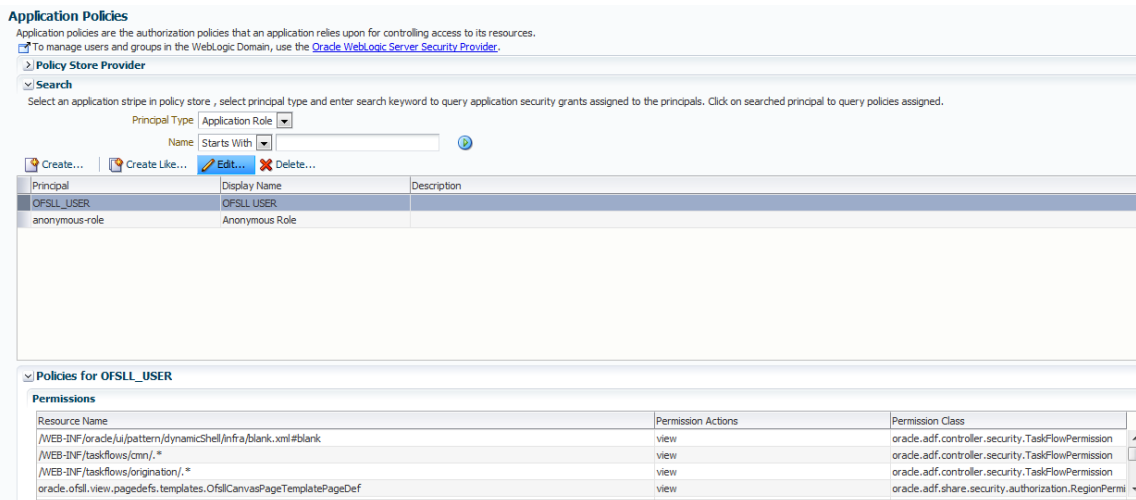 Application Policies
Application policies are the authorization policies that an application relies upon for controlling access to its resources.
To manage users and groups in the WebLogic Domain, use the Oracle WebLogic Server Security Provider.
Policy Store Provider
Search
Select an application stripe in policy store , select principal type and enter search keyword to query application security grants assigned to the principals. Click on searched principal to query policies assigned.
Principal Type Application Role
Name Starts With
Create... Create Like... Edit... Delete...
Principal Display Name Description
OFSLL_USER OFSLL USER
anonymous-role Anonymous Role
Policies for OFSLL_USER
Permissions
Resource Name Permission Actions Permission Class
/WEB-INF/oracle/ui/pattern/dynamicShell/infra/blank.xml#blank view oracle.adf.controller.security.TaskFlowPermission
/WEB-INF/taskflows/cmn/.* view oracle.adf.controller.security.TaskFlowPermission
/WEB-INF/taskflows/origination/.* view oracle.adf.controller.security.TaskFlowPermission
oracle.ofsll.view.pagedefs.templates.OfsllCanvasPageTemplatePageDef view oracle.adf.share.security.authorization.RegionPermi